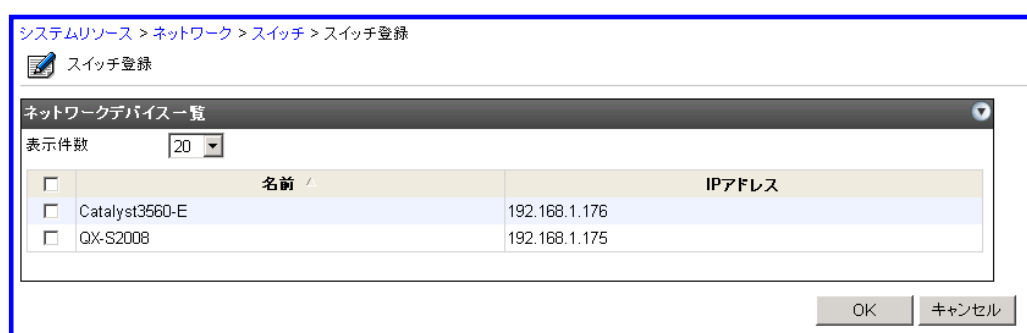 システムリソース > ネットワーク > スイッチ > スイッチ登録
スイッチ登録
ネットワークデバイス一覧
表示件数 20
名前 IPアドレス
Catalyst3560-E 192.168.1.176
QX-S2008 192.168.1.175
OK キャンセル